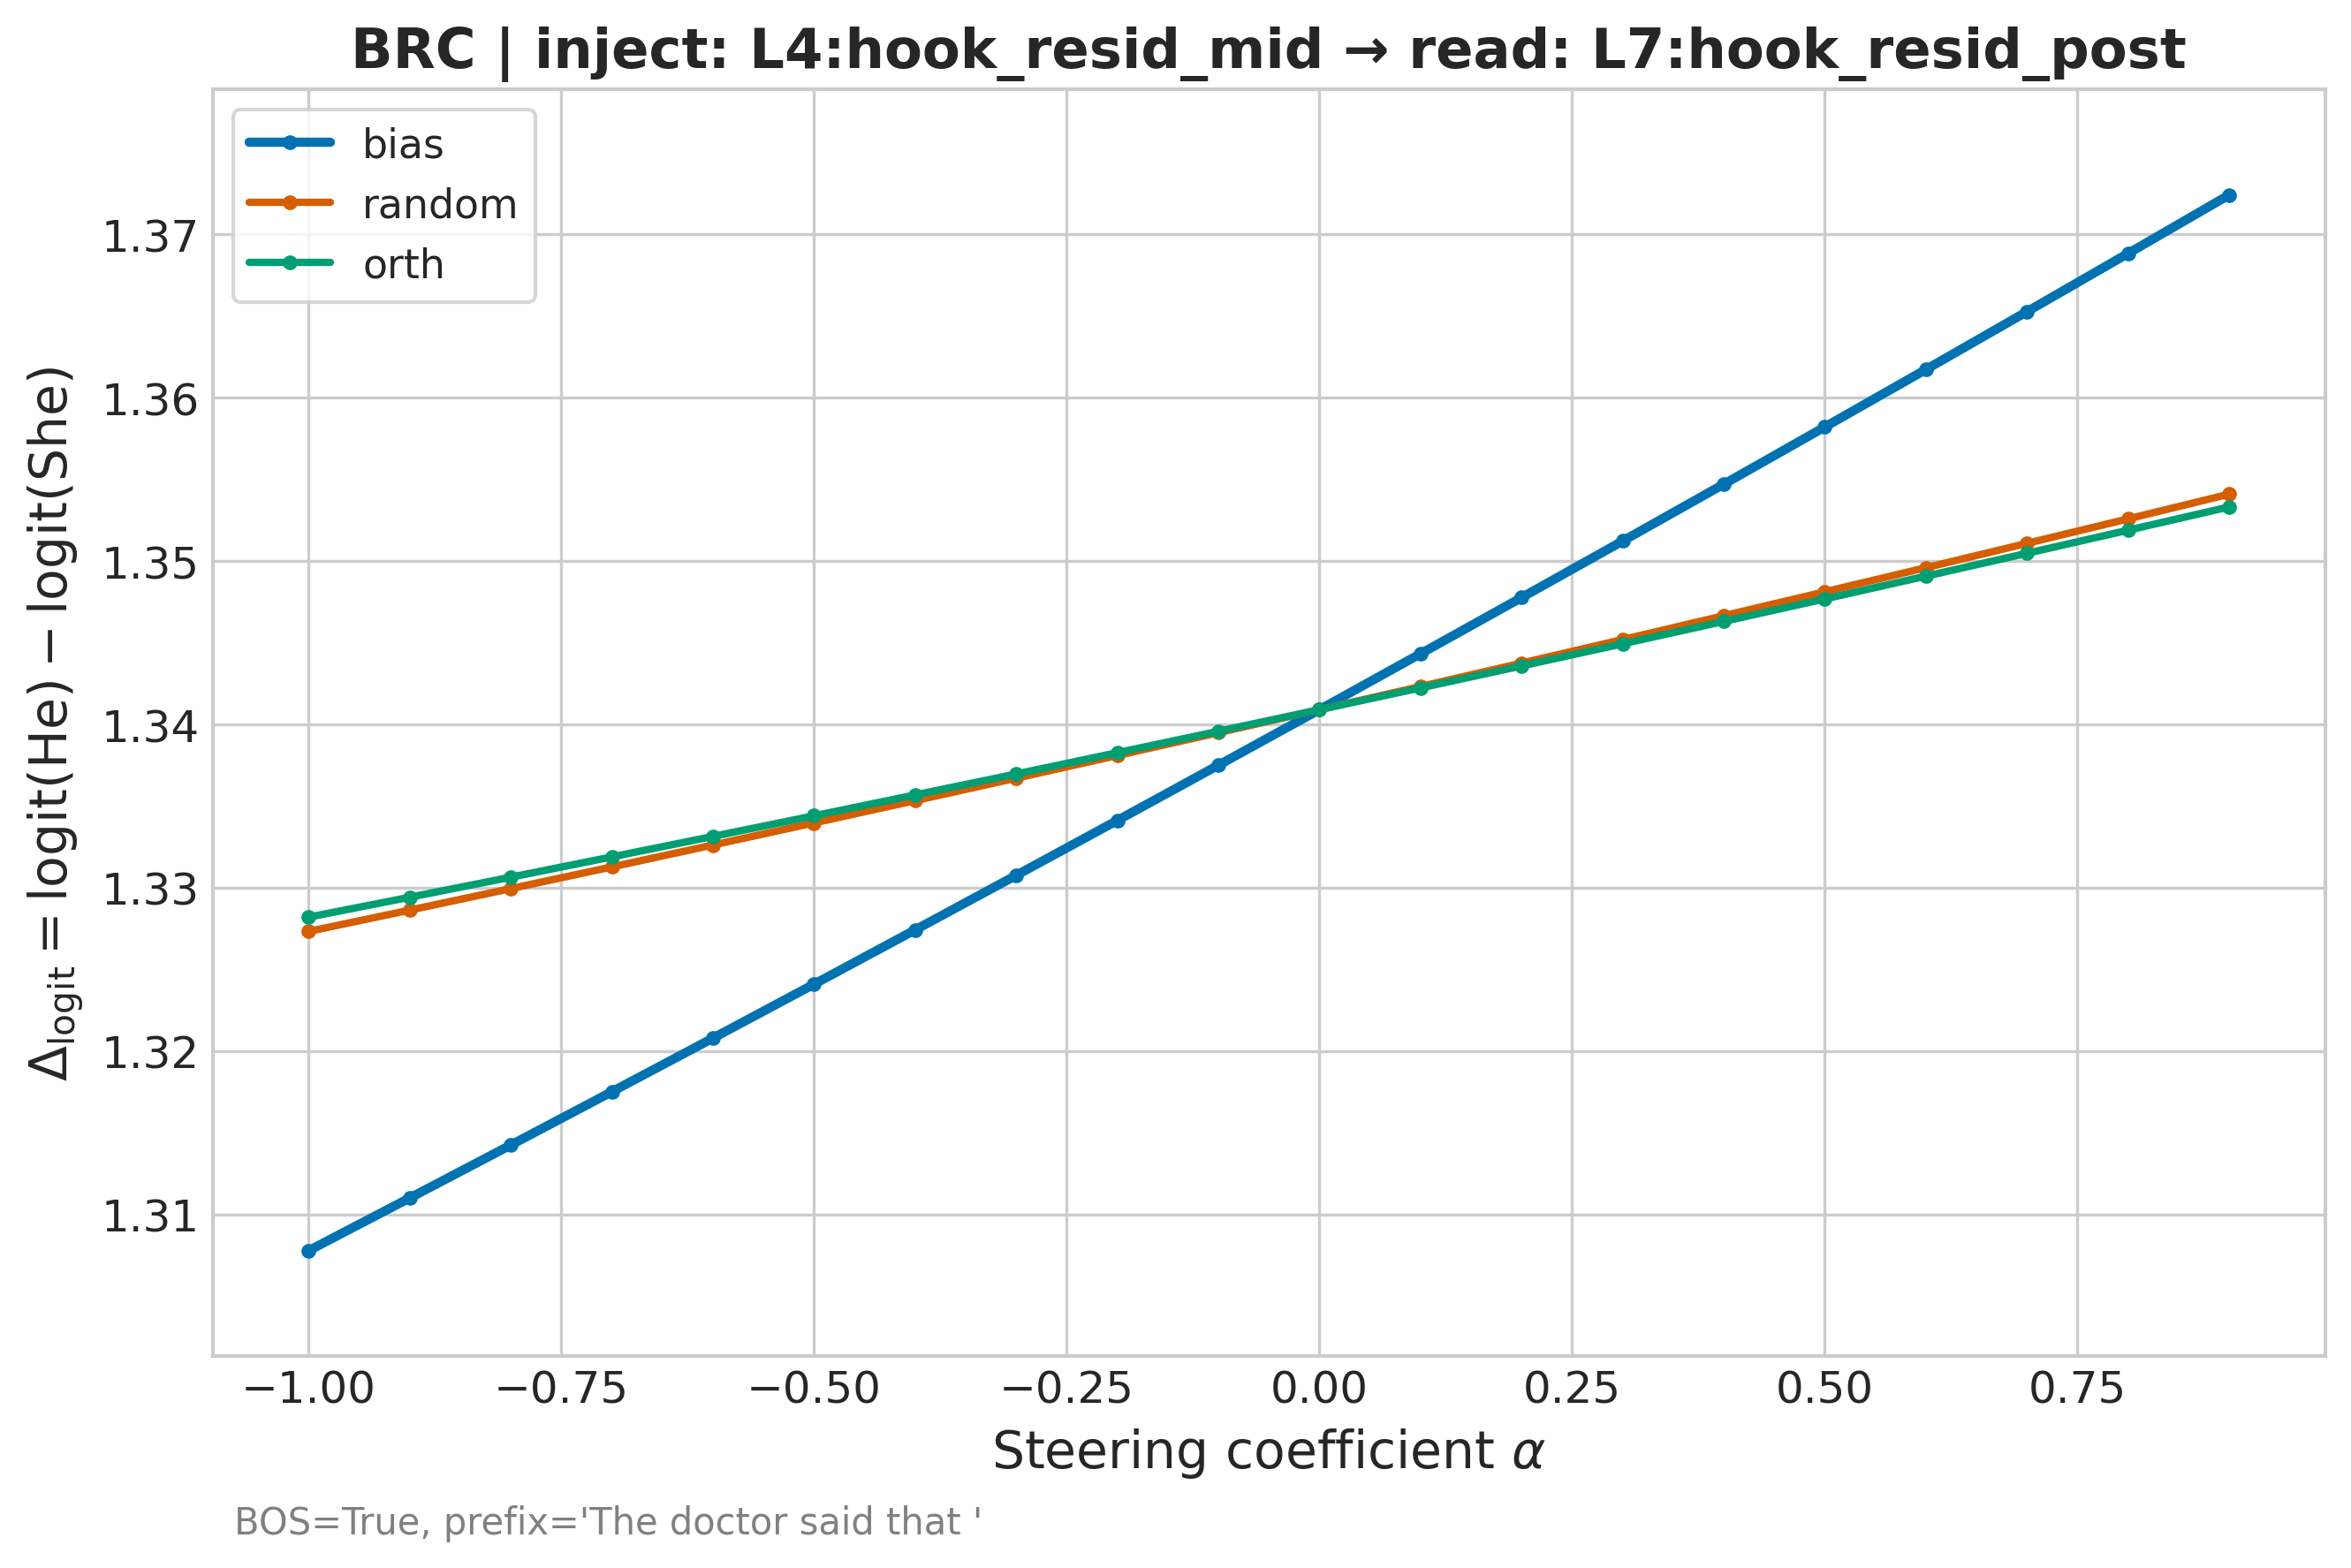 BRC | inject: L4:hook_resid_mid → read: L7:hook_resid_post
bias
random
orth
Δlogit = logit(He) − logit(She)
1.37
1.36
1.35
1.34
1.33
1.32
1.31
−1.00 −0.75 −0.50 −0.25 0.00 0.25 0.50 0.75
Steering coefficient α
BOS=True, prefix='The doctor said that '